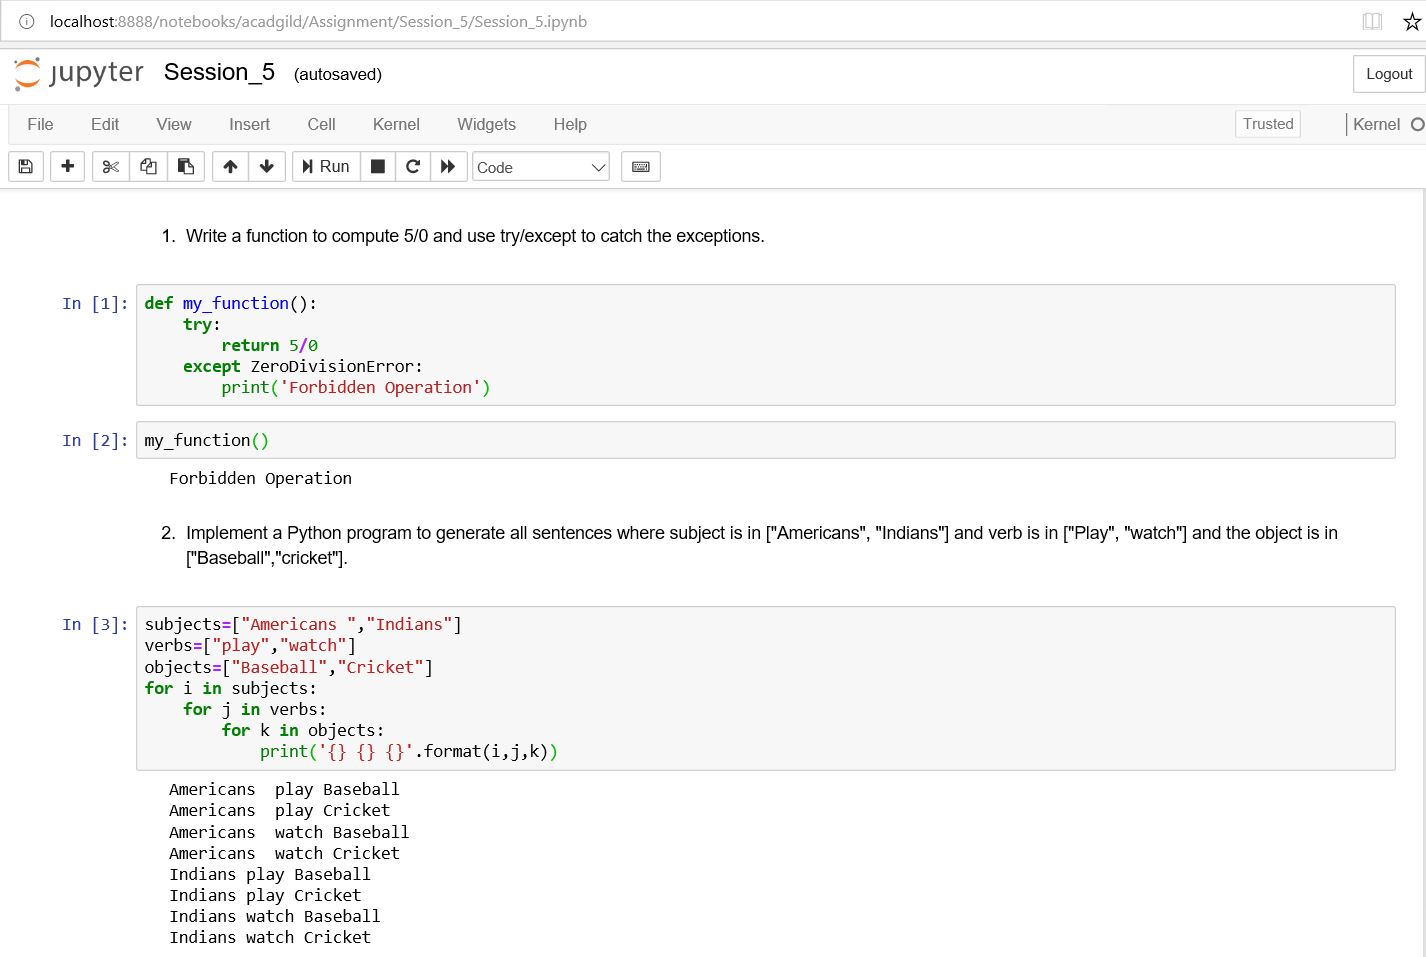 localhost:8888/notebooks/acadgild/Assignment/Session_5/Session_5.ipynb
jupyter Session_5 (autosaved)
Logout
File Edit View Insert Cell Kernel Widgets Help Trusted Kernel
Run Code
1. Write a function to compute 5/0 and use try/except to catch the exceptions.
In [1]: def my_function():
    try:
        return 5/0
    except ZeroDivisionError:
        print('Forbidden Operation')
In [2]: my_function()
Forbidden Operation
2. Implement a Python program to generate all sentences where subject is in ["Americans", "Indians"] and verb is in ["Play", "watch"] and the object is in
["Baseball","cricket"].
In [3]: subjects=["Americans ","Indians"]
verbs=["play","watch"]
objects=["Baseball","Cricket"]
for i in subjects:
    for j in verbs:
        for k in objects:
            print('{} {} {}'.format(i,j,k))
Americans  play Baseball
Americans  play Cricket
Americans  watch Baseball
Americans  watch Cricket
Indians play Baseball
Indians play Cricket
Indians watch Baseball
Indians watch Cricket